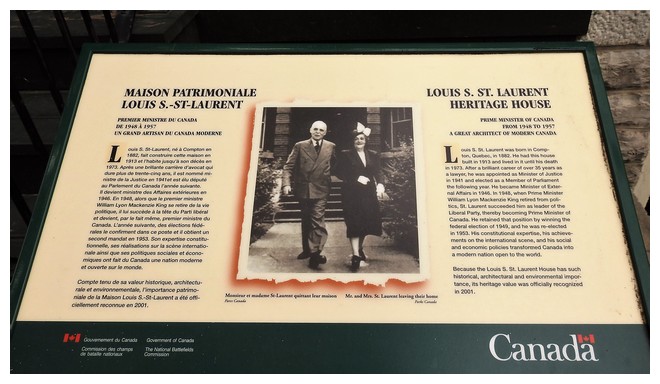 MAISON PATRIMONIALE
LOUIS S.-ST-LAURENT
PREMIER MINISTRE DU CANADA
DE 1948 À 1957
UN GRAND ARTISAN DU CANADA MODERNE
Louis S. St-Laurent, né à Compton en
1882, fait construire cette maison en
1913 et l'habite jusqu'à son décès en
1973. Après une brillante carrière d'avocat qui
dure plus de trente-cinq ans, il est nommé mi-
nistre de la Justice en 1941 et est élu député
au Parlement du Canada l'année suivante.
Il devient ministre des Affaires extérieures en
1946. En 1948, alors que le premier ministre
William Lyon Mackenzie King se retire de la vie
politique, il lui succède à la tête du Parti libéral
et devient, par le fait même, premier ministre du
Canada. L'année suivante, des élections fédé-
rales le confirment dans ce poste et il obtient un
second mandat en 1953. Son expertise constitu-
tionnelle, ses réalisations sur la scène internatio-
nale ainsi que ses politiques sociales et écono-
miques ont fait du Canada une nation moderne
et ouverte sur le monde.
Compte tenu de sa valeur historique, architectu-
rale et environnementale, l'importance patrimo-
niale de la Maison Louis S.-St-Laurent a été offi-
ciellement reconnue en 2001.
Monsieur et madame St-Laurent quittant leur maison
Parcs Canada
Mr. and Mrs. St. Laurent leaving their home
Parks Canada
LOUIS S. ST. LAURENT
HERITAGE HOUSE
PRIME MINISTER OF CANADA
FROM 1948 TO 1957
A GREAT ARCHITECT OF MODERN CANADA
Louis S. St. Laurent was born in Comp-
ton, Quebec, in 1882. He had this house
built in 1913 and lived in it until his death
in 1973. After a brilliant career of over 35 years as
a lawyer, he was appointed as Minister of Justice
in 1941 and elected as a Member of Parliament
the following year. He became Minister of Exter-
nal Affairs in 1946. In 1948, when Prime Minister
William Lyon Mackenzie King retired from poli-
tics, St. Laurent succeeded him as leader of the
Liberal Party, thereby becoming Prime Minister of
Canada. He retained that position by winning the
federal election of 1949, and he was re-elected
in 1953. His constitutional expertise, his achieve-
ments on the international scene, and his social
and economic policies transformed Canada into
a modern nation open to the world.
Because the Louis S. St. Laurent House has such
historical, architectural and environmental impor-
tance, its heritage value was officially recognized
in 2001.
Gouvernement du Canada
Government of Canada
Commission des champs
de bataille nationaux
The National Battlefields
Commission
Canada